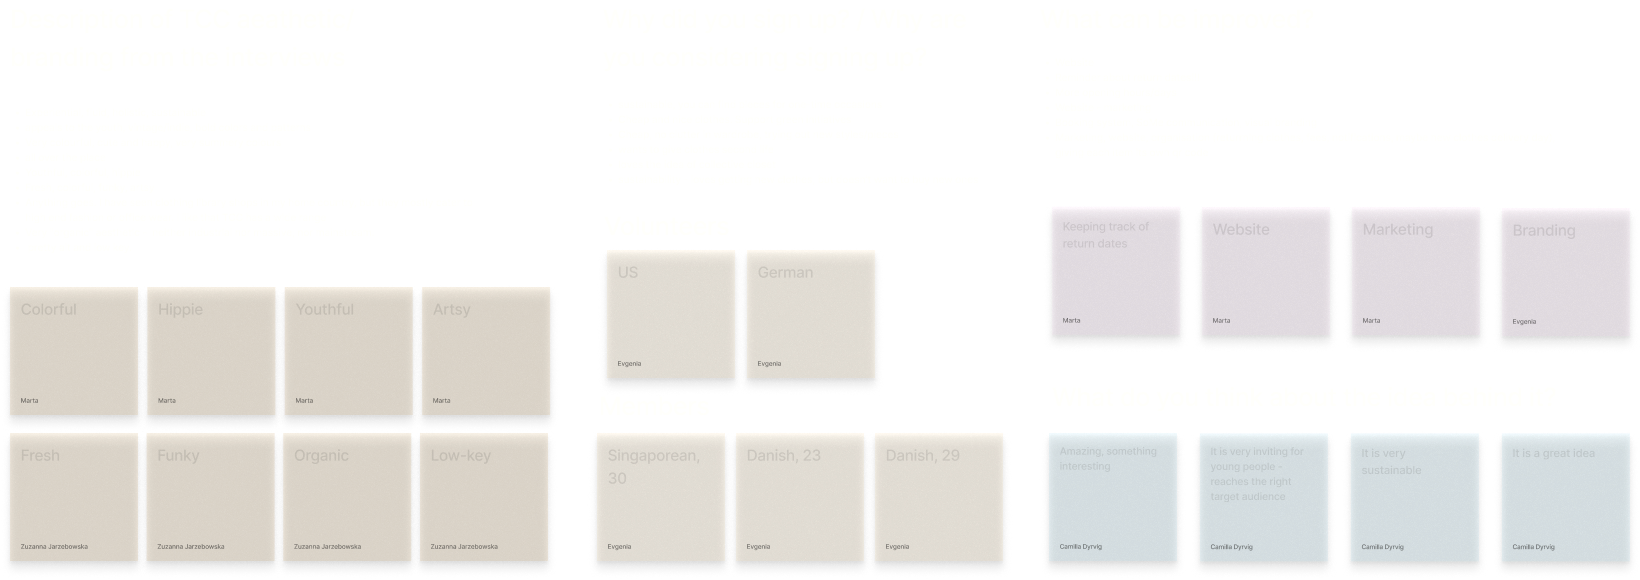 Colorful
Marta
Hippie
Marta
Youthful
Marta
Artsy
Marta
Fresh
Zuzanna Jarzebowska
Funky
Zuzanna Jarzebowska
Organic
Zuzanna Jarzebowska
Low-key
Zuzanna Jarzebowska
US
Evgenia
German
Evgenia
Singaporean,
30
Evgenia
Danish, 23
Evgenia
Danish, 29
Evgenia
Keeping track of
return dates
Marta
Website
Marta
Marketing
Marta
Branding
Evgenia
Amazing, something
interesting
Camilla Dyrvig
It is very inviting for
young people -
reaches the right
target audience
Camilla Dyrvig
It is very
sustainable
Camilla Dyrvig
It is a great idea
Camilla Dyrvig